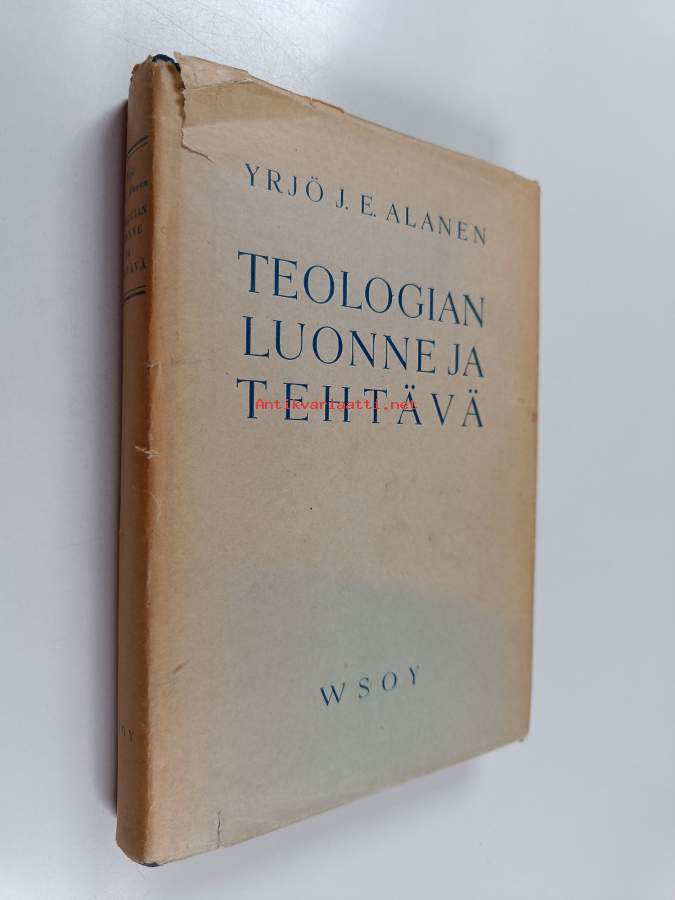 YRJÖ J. E. ALANEN
TEOLOGIAN
LUONNE JA
TEHTÄVÄ
Antikvariaatti.net
WSOY